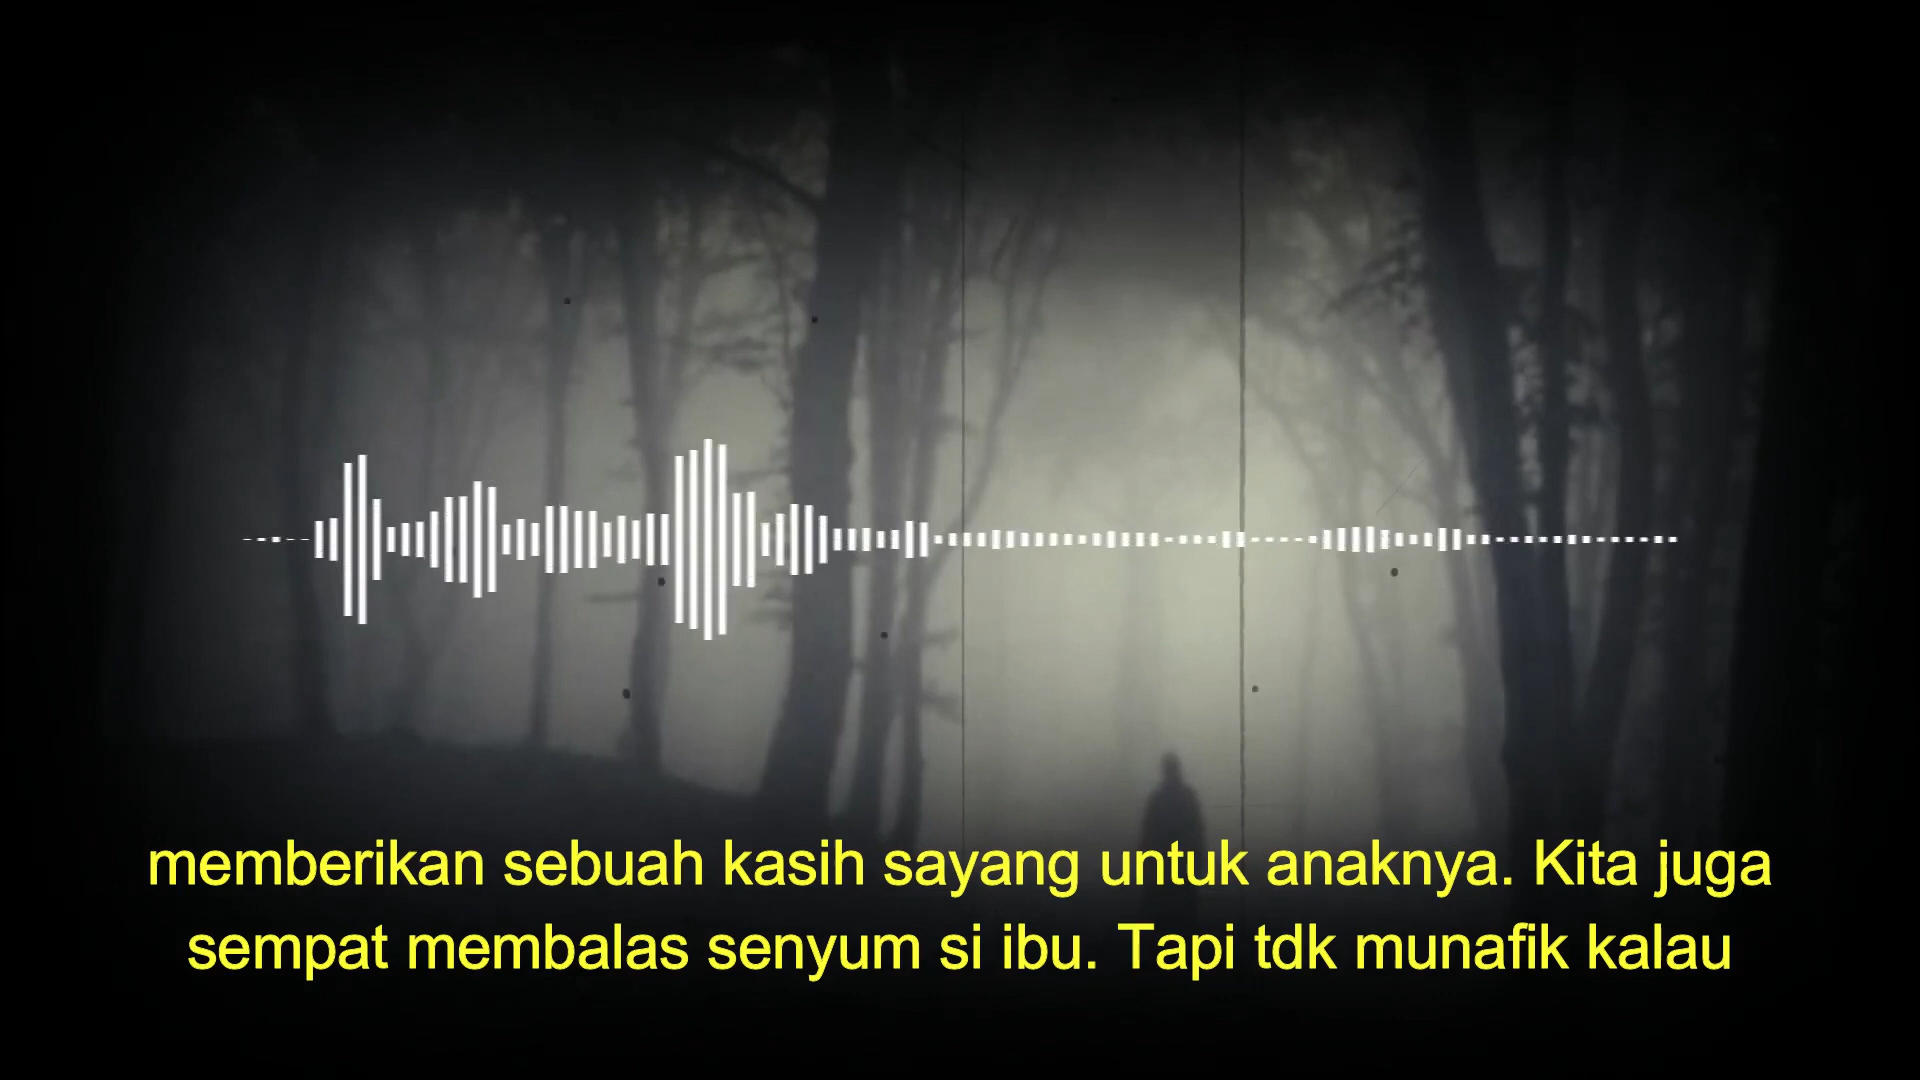 memberikan sebuah kasih sayang untuk anaknya. Kita juga
sempat membalas senyum si ibu. Tapi tdk munafik kalau